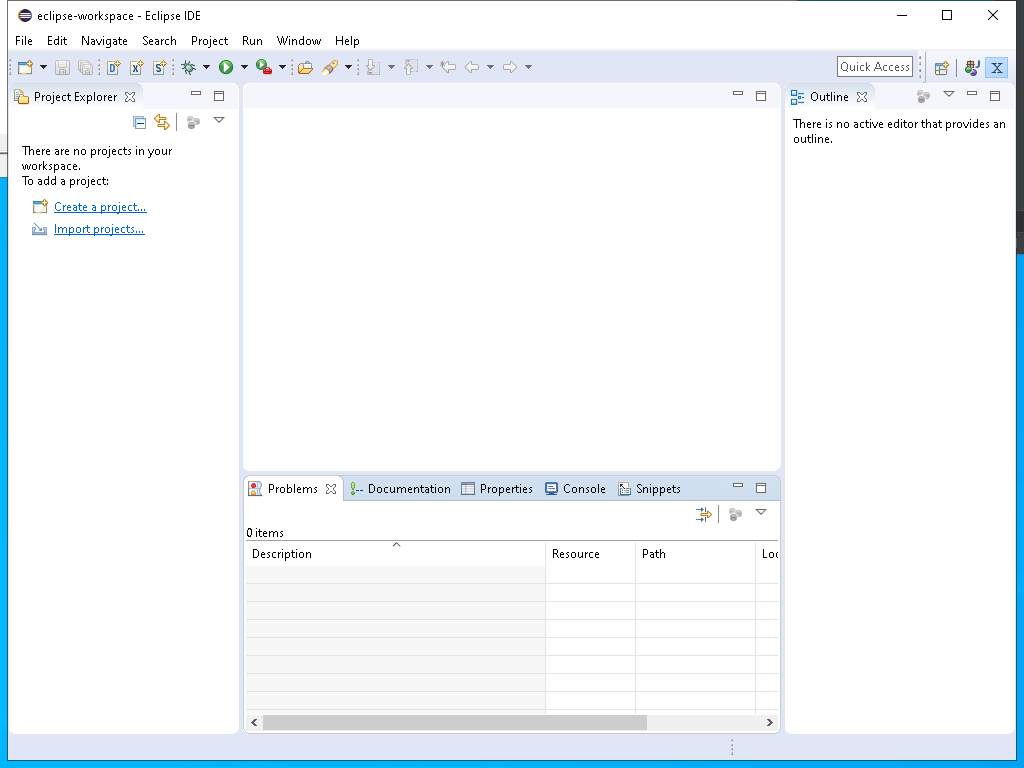 eclipse-workspace - Eclipse IDE
File Edit Navigate Search Project Run Window Help
Quick Access
Project Explorer
There are no projects in your
workspace.
To add a project:
Create a project...
Import projects...
Outline
There is no active editor that provides an
outline.
Problems Documentation Properties Console Snippets
0 items
Description Resource Path Loc